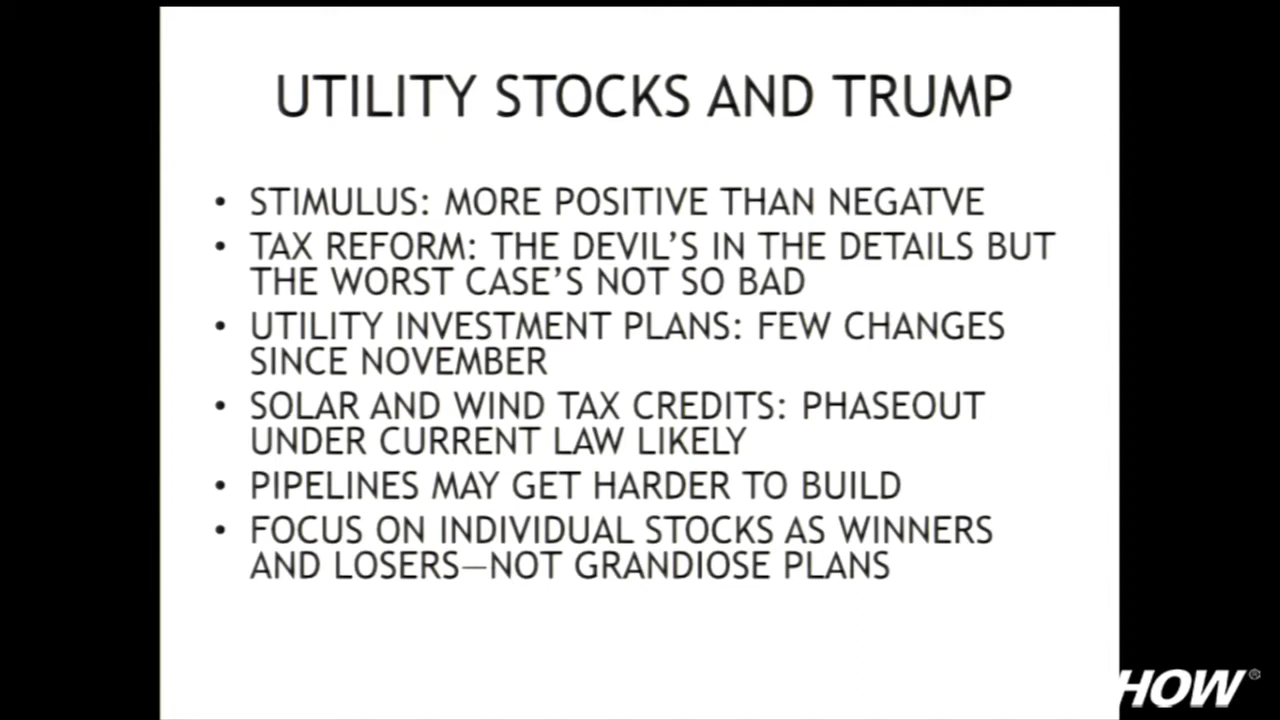 UTILITY STOCKS AND TRUMP
• STIMULUS: MORE POSITIVE THAN NEGATVE
• TAX REFORM: THE DEVIL’S IN THE DETAILS BUT
THE WORST CASE’S NOT SO BAD
• UTILITY INVESTMENT PLANS: FEW CHANGES
SINCE NOVEMBER
• SOLAR AND WIND TAX CREDITS: PHASEOUT
UNDER CURRENT LAW LIKELY
• PIPELINES MAY GET HARDER TO BUILD
• FOCUS ON INDIVIDUAL STOCKS AS WINNERS
AND LOSERS—NOT GRANDIOSE PLANS
HOW®